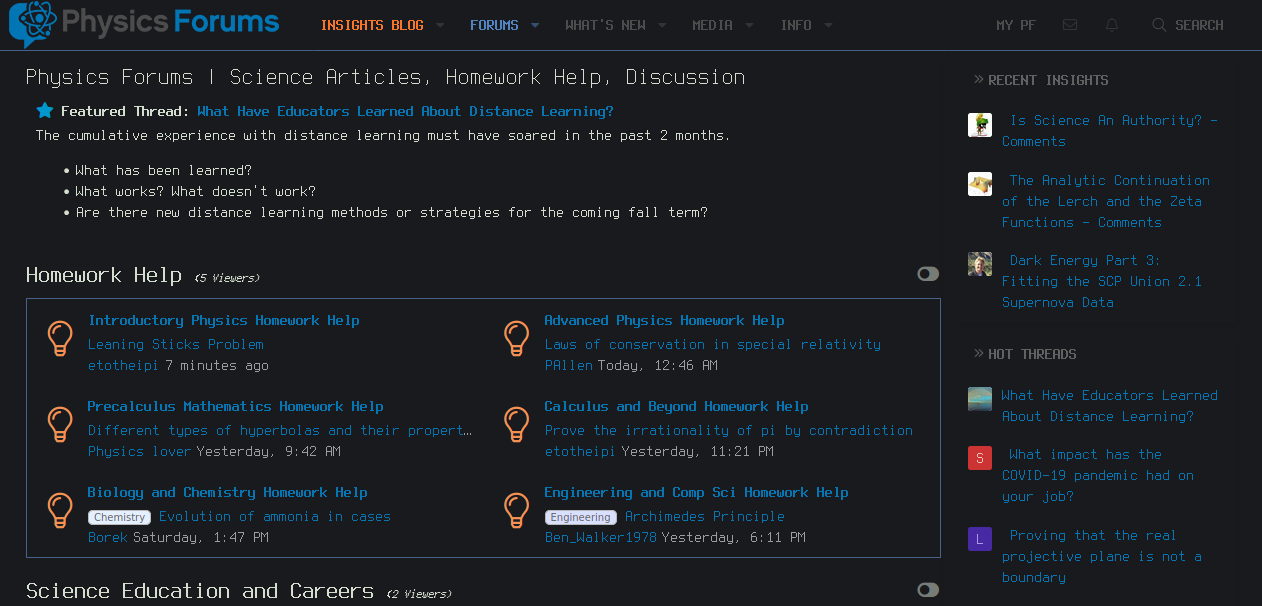 Physics Forums INSIGHTS BLOG FORUMS WHAT'S NEW MEDIA INFO MY PF SEARCH
Physics Forums | Science Articles, Homework Help, Discussion
Featured Thread: What Have Educators Learned About Distance Learning?
The cumulative experience with distance learning must have soared in the past 2 months.
• What has been learned?
• What works? What doesn't work?
• Are there new distance learning methods or strategies for the coming fall term?
Homework Help (5 Viewers)
Introductory Physics Homework Help
Leaning Sticks Problem
etotheipi 7 minutes ago
Advanced Physics Homework Help
Laws of conservation in special relativity
PAllen Today, 12:46 AM
Precalculus Mathematics Homework Help
Different types of hyperbolas and their propert…
Physics lover Yesterday, 9:42 AM
Calculus and Beyond Homework Help
Prove the irrationality of pi by contradiction
etotheipi Yesterday, 11:21 PM
Biology and Chemistry Homework Help
Chemistry Evolution of ammonia in cases
Borek Saturday, 1:47 PM
Engineering and Comp Sci Homework Help
Engineering Archimedes Principle
Ben_Walker1978 Yesterday, 6:11 PM
Science Education and Careers (2 Viewers)
» RECENT INSIGHTS
Is Science An Authority? -
Comments
The Analytic Continuation
of the Lerch and the Zeta
Functions - Comments
Dark Energy Part 3:
Fitting the SCP Union 2.1
Supernova Data
» HOT THREADS
What Have Educators Learned
About Distance Learning?
S What impact has the
COVID-19 pandemic had on
your job?
L Proving that the real
projective plane is not a
boundary